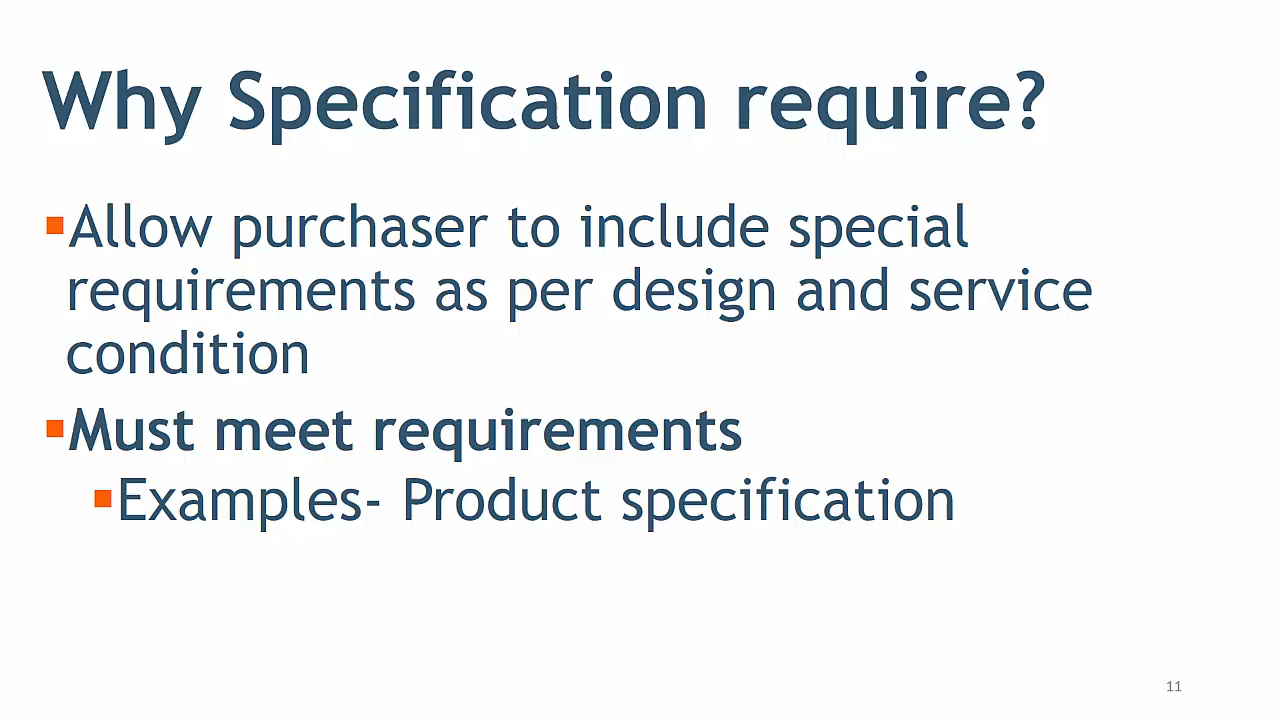 Why Specification require?
▪Allow purchaser to include special
requirements as per design and service
condition
▪Must meet requirements
▪Examples- Product specification
11